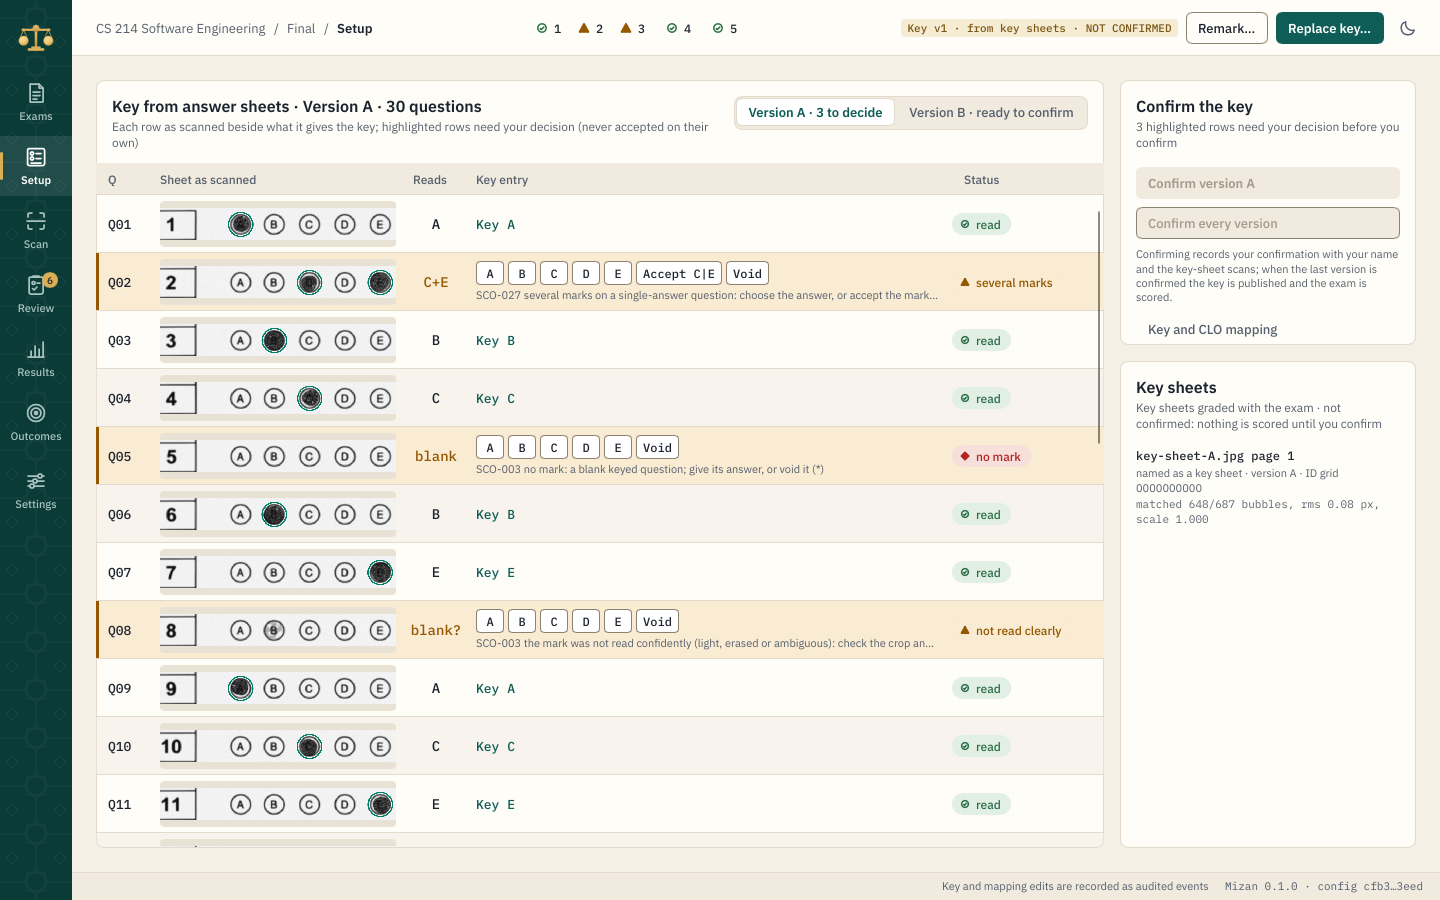 CS 214 Software Engineering / Final / Setup
1 2 3 4 5
Key v1 · from key sheets · NOT CONFIRMED
Remark…
Replace key…
Exams
Setup
Scan
6
Review
Results
Outcomes
Settings
Key from answer sheets · Version A · 30 questions
Each row as scanned beside what it gives the key; highlighted rows need your decision (never accepted on their
own)
Version A · 3 to decide
Version B · ready to confirm
Q Sheet as scanned Reads Key entry Status
Q01 1 B C D E A Key A read
Q02 2 A B C D E C+E A B C D E Accept C|E Void several marks
SCO-027 several marks on a single-answer question: choose the answer, or accept the mark…
Q03 3 A B C D E B Key B read
Q04 4 A B C D E C Key C read
Q05 5 A B C D E blank A B C D E Void no mark
SCO-003 no mark: a blank keyed question; give its answer, or void it (*)
Q06 6 A B C D E B Key B read
Q07 7 A B C D E E Key E read
Q08 8 A B C D E blank? A B C D E Void not read clearly
SCO-003 the mark was not read confidently (light, erased or ambiguous): check the crop an…
Q09 9 A B C D E A Key A read
Q10 10 A B C D E C Key C read
Q11 11 A B C D E E Key E read
Confirm the key
3 highlighted rows need your decision before you
confirm
Confirm version A
Confirm every version
Confirming records your confirmation with your name
and the key-sheet scans; when the last version is
confirmed the key is published and the exam is
scored.
Key and CLO mapping
Key sheets
Key sheets graded with the exam · not
confirmed: nothing is scored until you confirm
key-sheet-A.jpg page 1
named as a key sheet · version A · ID grid
0000000000
matched 648/687 bubbles, rms 0.08 px,
scale 1.000
Key and mapping edits are recorded as audited events
Mizan 0.1.0 · config cfb3…3eed